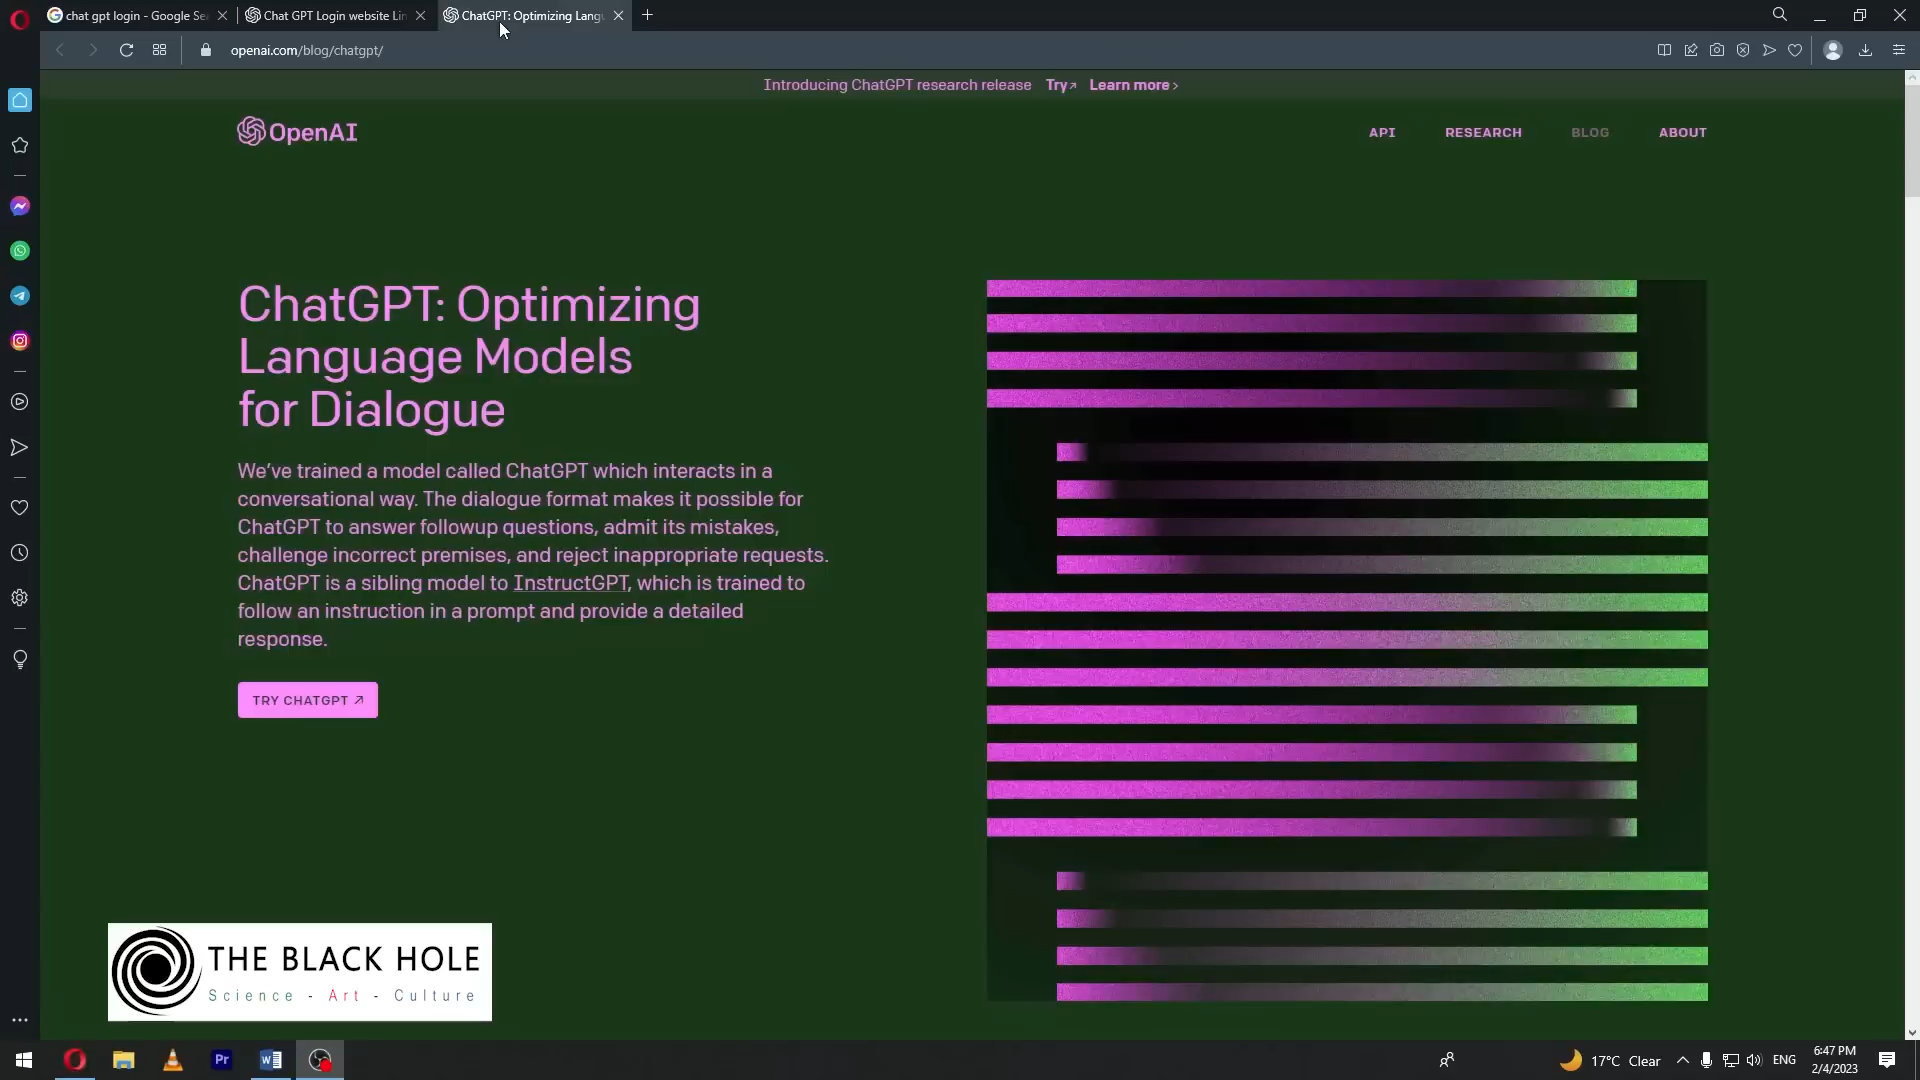 chat gpt login - Google Se
Chat GPT Login website Lin
ChatGPT: Optimizing Langu
openai.com/blog/chatgpt/
Introducing ChatGPT research release Try↗ Learn more ›
OpenAI
API RESEARCH BLOG ABOUT
ChatGPT: Optimizing
Language Models
for Dialogue
We’ve trained a model called ChatGPT which interacts in a
conversational way. The dialogue format makes it possible for
ChatGPT to answer followup questions, admit its mistakes,
challenge incorrect premises, and reject inappropriate requests.
ChatGPT is a sibling model to InstructGPT, which is trained to
follow an instruction in a prompt and provide a detailed
response.
TRY CHATGPT ↗
THE BLACK HOLE
Science - Art - Culture
Pr
W
17°C Clear
ENG
6:47 PM
2/4/2023